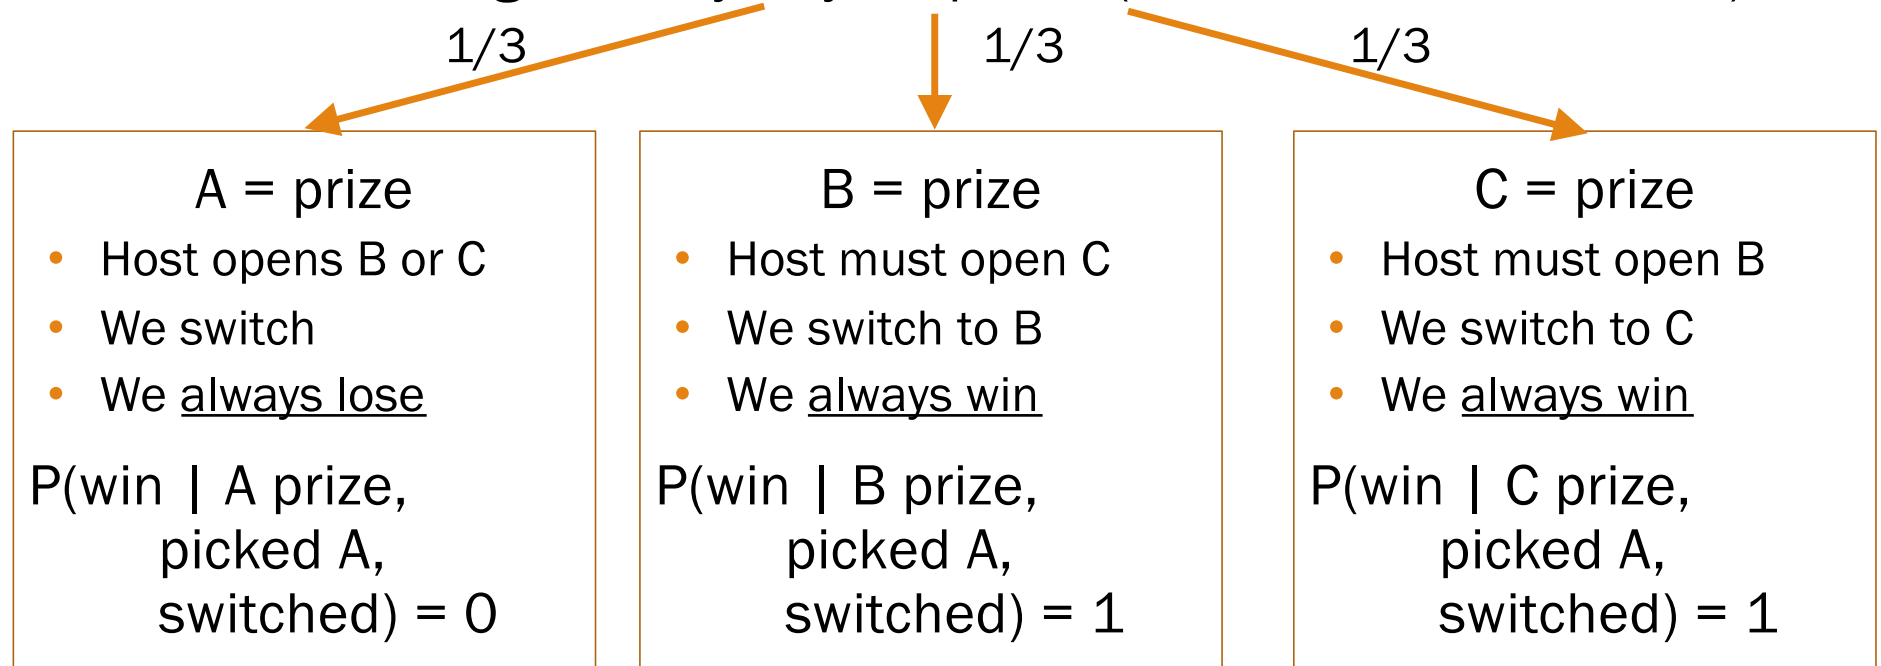 1/3 1/3 1/3
A = prize
• Host opens B or C
• We switch
• We always lose
P(win | A prize,
picked A,
switched) = 0
B = prize
• Host must open C
• We switch to B
• We always win
P(win | B prize,
picked A,
switched) = 1
C = prize
• Host must open B
• We switch to C
• We always win
P(win | C prize,
picked A,
switched) = 1